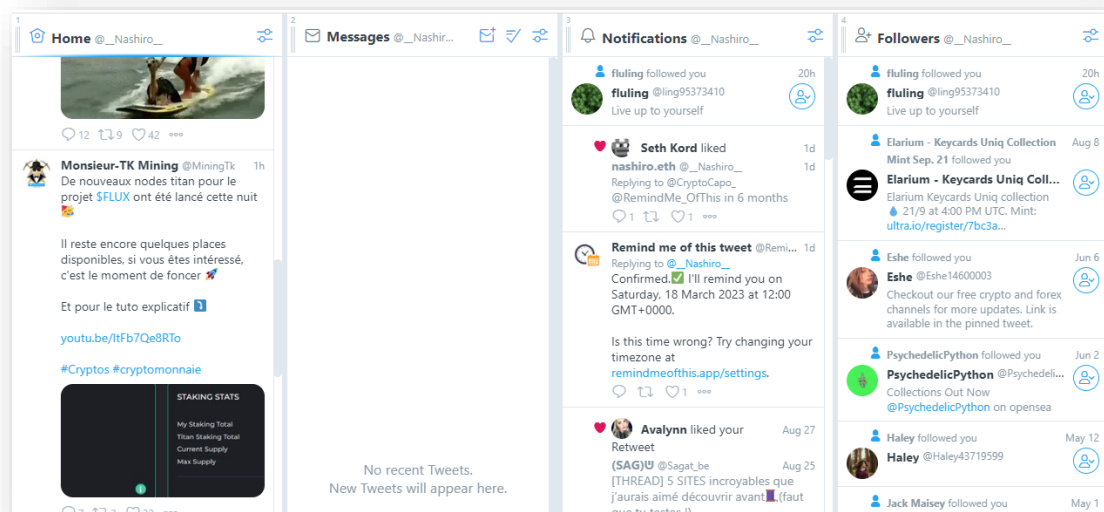 1
Home @__Nashiro__
12 9 42
Monsieur-TK Mining @MiningTk 1h
De nouveaux nodes titan pour le
projet $FLUX ont été lancé cette nuit
Il reste encore quelques places
disponibles, si vous êtes intéressé,
c'est le moment de foncer
Et pour le tuto explicatif
youtu.be/ItFb7Qe8RTo
#Cryptos #cryptomonnaie
STAKING STATS
My Staking Total
Titan Staking Total
Current Supply
Max Supply
2
Messages @__Nashir...
No recent Tweets.
New Tweets will appear here.
3
Notifications @__Nashiro__
fluling followed you 20h
fluling @ling95373410
Live up to yourself
Seth Kord liked 1d
nashiro.eth @__Nashiro__ 1d
Replying to @CryptoCapo_
@RemindMe_OfThis in 6 months
1 1
Remind me of this tweet @Remi... 1d
Replying to @__Nashiro__
Confirmed.✅ I'll remind you on
Saturday, 18 March 2023 at 12:00
GMT+0000.
Is this time wrong? Try changing your
timezone at
remindmeofthis.app/settings.
1
Avalynn liked your Aug 27
Retweet
(SAG) @Sagat_be Aug 25
[THREAD] 5 SITES incroyables que
j'aurais aimé découvrir avant (faut
que tu testes !)
4
Followers @__Nashiro__
fluling followed you 20h
fluling @ling95373410
Live up to yourself
Elarium - Keycards Uniq Collection Aug 8
Mint Sep. 21 followed you
Elarium - Keycards Uniq Coll...
Elarium Keycards Uniq collection
21/9 at 4:00 PM UTC. Mint:
ultra.io/register/7bc3a...
Eshe followed you Jun 6
Eshe @Eshe14600003
Checkout our free crypto and forex
channels for more updates. Link is
available in the pinned tweet.
PsychedelicPython followed you Jun 2
PsychedelicPython @Psychedeli...
Collections Out Now
@PsychedelicPython on opensea
Haley followed you May 12
Haley @Haley43719599
Jack Maisey followed you May 1